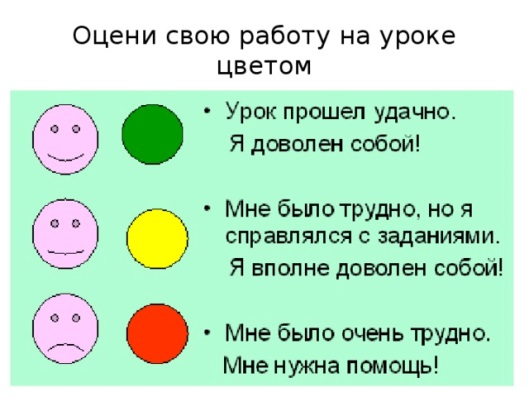 Оцени свою работу на уроке
цветом
• Урок прошел удачно.
Я доволен собой!
• Мне было трудно, но я
справлялся с заданиями.
Я вполне доволен собой!
• Мне было очень трудно.
Мне нужна помощь!